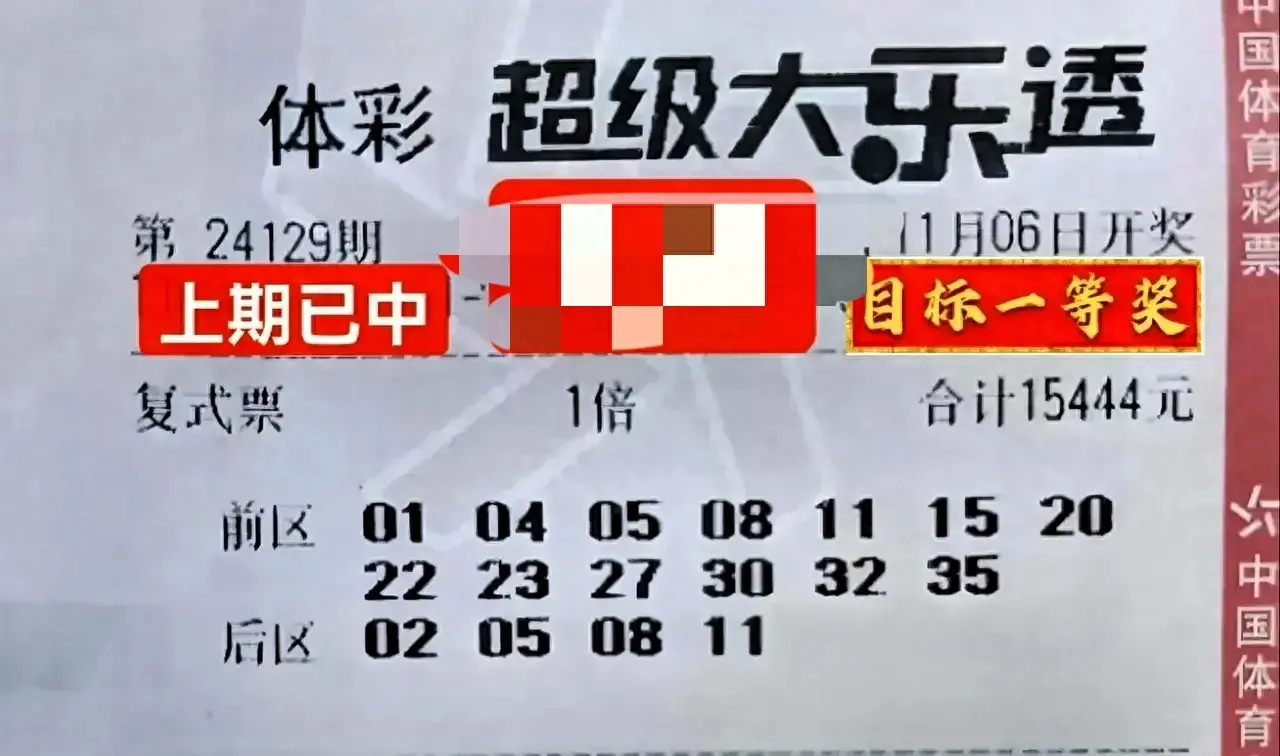 体彩 超级大乐透
第 24129期 11月06日开奖
上期已中 目标一等奖
复式票 1倍 合计15444元
前区 01 04 05 08 11 15 20
22 23 27 30 32 35
后区 02 05 08 11
中国体育彩票
中国体育